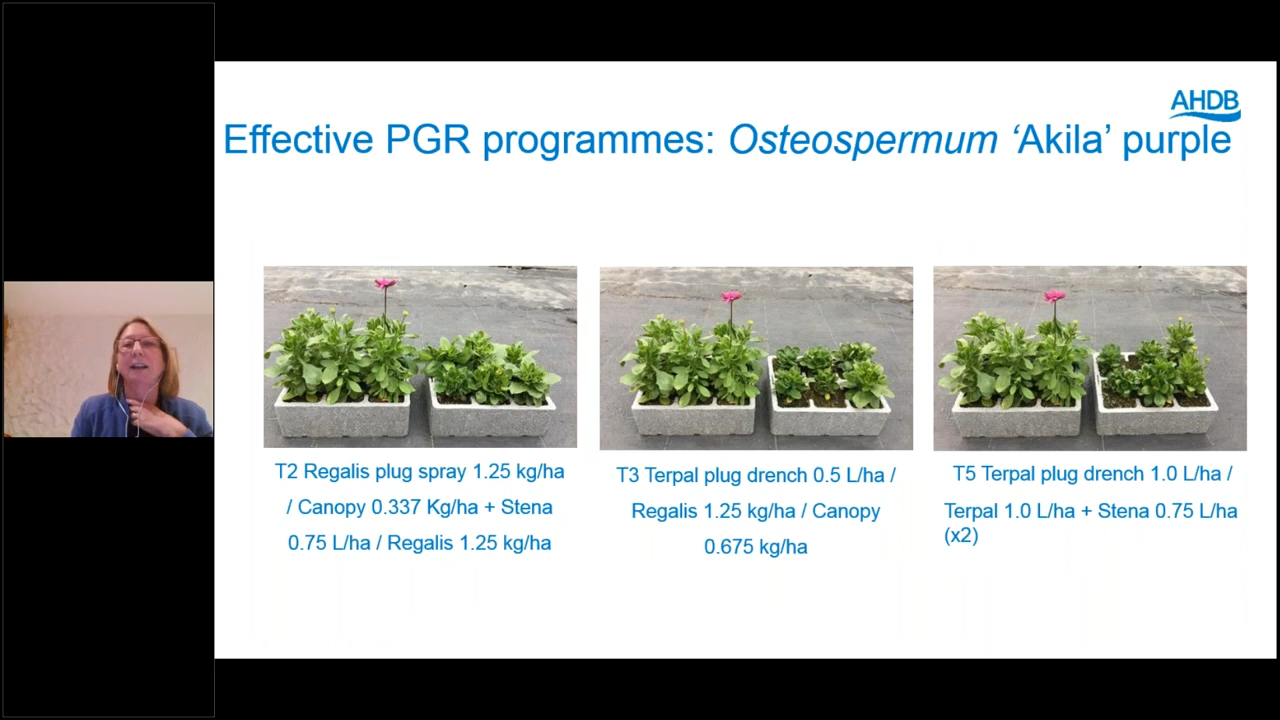 AHDB
Effective PGR programmes: Osteospermum ‘Akila’ purple
T2 Regalis plug spray 1.25 kg/ha
/ Canopy 0.337 Kg/ha + Stena
0.75 L/ha / Regalis 1.25 kg/ha
T3 Terpal plug drench 0.5 L/ha /
Regalis 1.25 kg/ha / Canopy
0.675 kg/ha
T5 Terpal plug drench 1.0 L/ha /
Terpal 1.0 L/ha + Stena 0.75 L/ha
(x2)